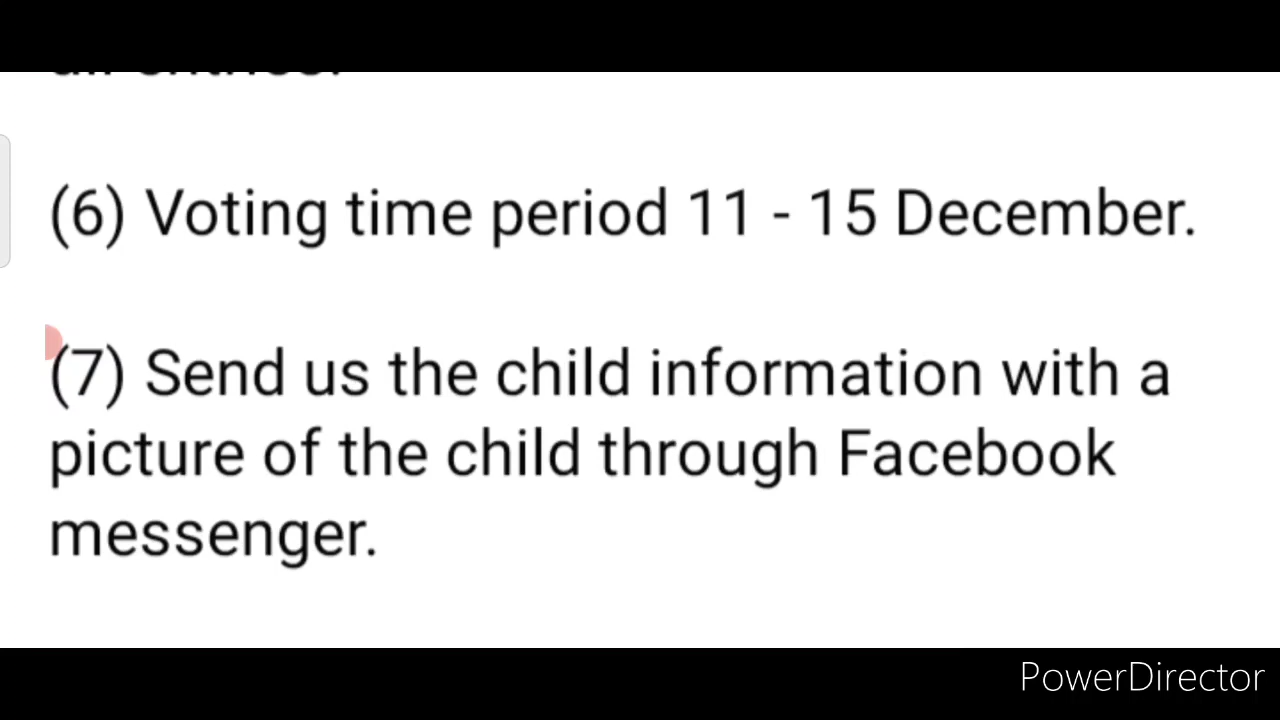 (6) Voting time period 11 - 15 December.
(7) Send us the child information with a
picture of the child through Facebook
messenger.
PowerDirector